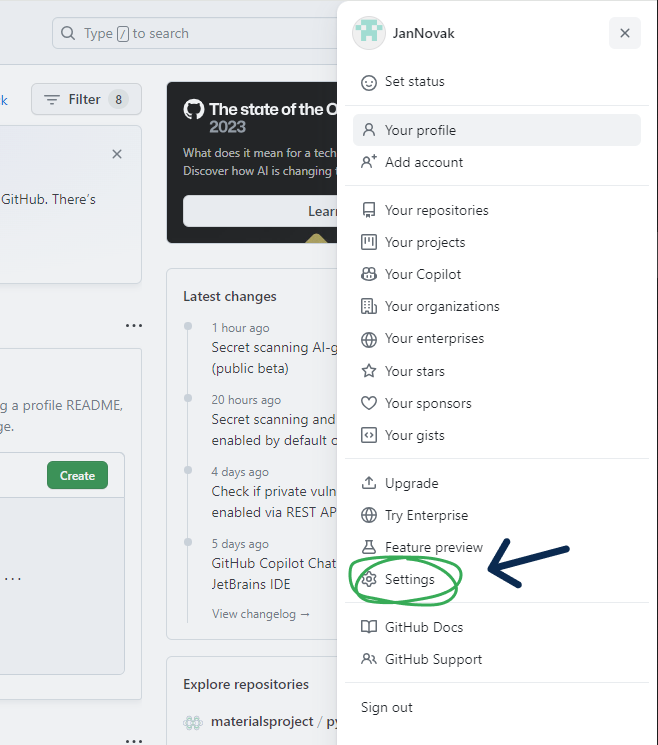 Type / to search
k
Filter 8
GitHub. There's
g a profile README,
ge.
Create
The state of the O
2023
What does it mean for a tech
Discover how AI is changing
Lear
Latest changes
1 hour ago
Secret scanning AI-g
(public beta)
20 hours ago
Secret scanning and
enabled by default o
4 days ago
Check if private vuln
enabled via REST AP
5 days ago
GitHub Copilot Chat
JetBrains IDE
View changelog →
Explore repositories
materialsproject / py
JanNovak
Set status
Your profile
Add account
Your repositories
Your projects
Your Copilot
Your organizations
Your enterprises
Your stars
Your sponsors
Your gists
Upgrade
Try Enterprise
Feature preview
Settings
GitHub Docs
GitHub Support
Sign out